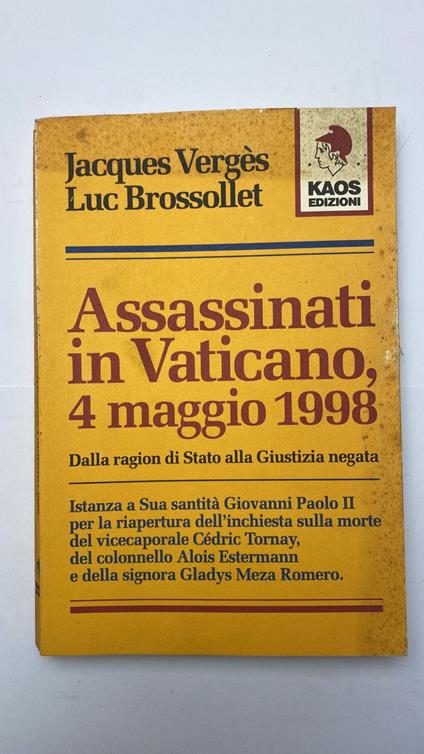 Jacques Vergès
Luc Brossollet
KAOS
EDIZIONI
Assassinati
in Vaticano,
4 maggio 1998
Dalla ragion di Stato alla Giustizia negata
Istanza a Sua santità Giovanni Paolo II
per la riapertura dell'inchiesta sulla morte
del vicecaporale Cédric Tornay,
del colonnello Alois Estermann
e della signora Gladys Meza Romero.